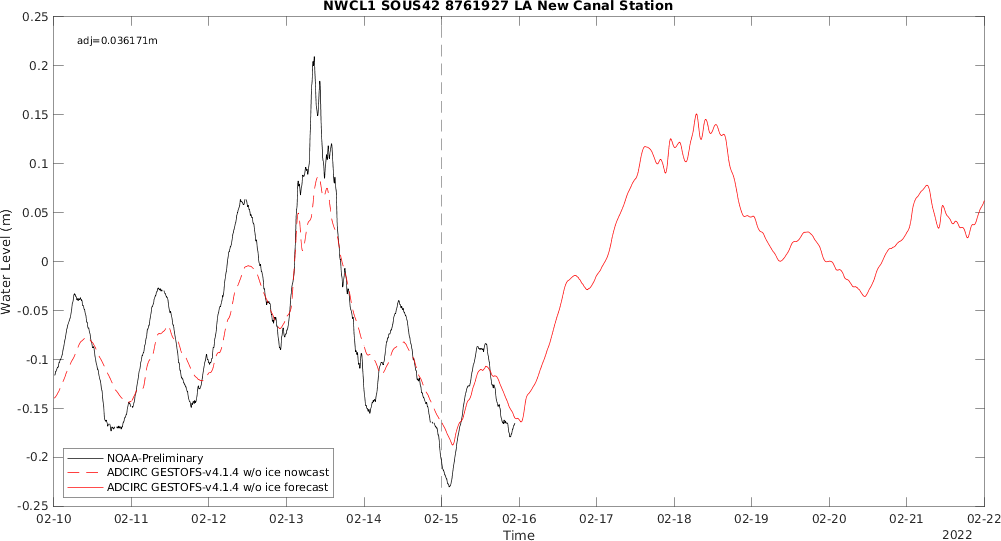 NWCL1 SOUS42 8761927 LA New Canal Station
adj=0.036171m
0.25
0.2
0.15
0.1
0.05
0
-0.05
-0.1
-0.15
-0.2
-0.25
Water Level (m)
NOAA-Preliminary
ADCIRC GESTOFS-v4.1.4 w/o ice nowcast
ADCIRC GESTOFS-v4.1.4 w/o ice forecast
02-10 02-11 02-12 02-13 02-14 02-15 02-16 02-17 02-18 02-19 02-20 02-21 02-22
Time
2022